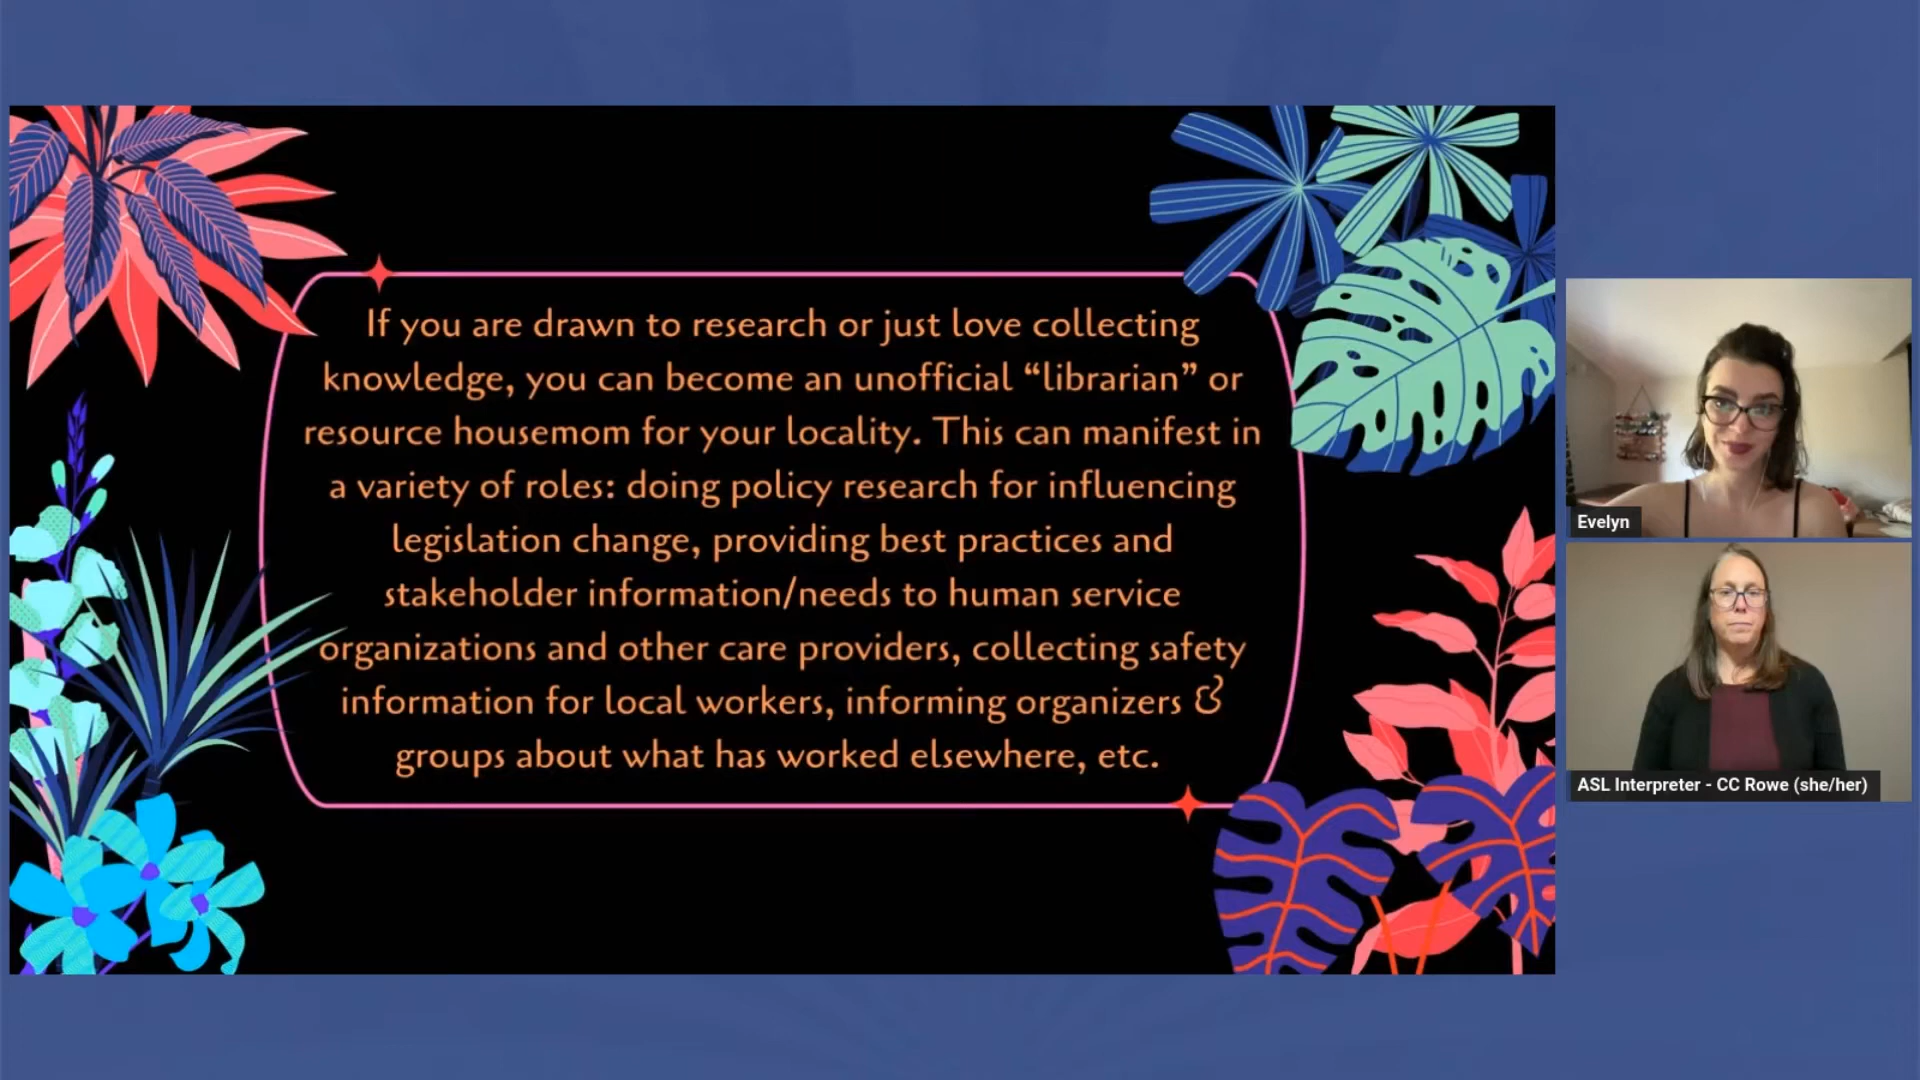 If you are drawn to research or just love collecting
knowledge, you can become an unofficial “librarian” or
resource housemom for your locality. This can manifest in
a variety of roles: doing policy research for influencing
legislation change, providing best practices and
stakeholder information/needs to human service
organizations and other care providers, collecting safety
information for local workers, informing organizers &
groups about what has worked elsewhere, etc.
Evelyn
ASL Interpreter - CC Rowe (she/her)